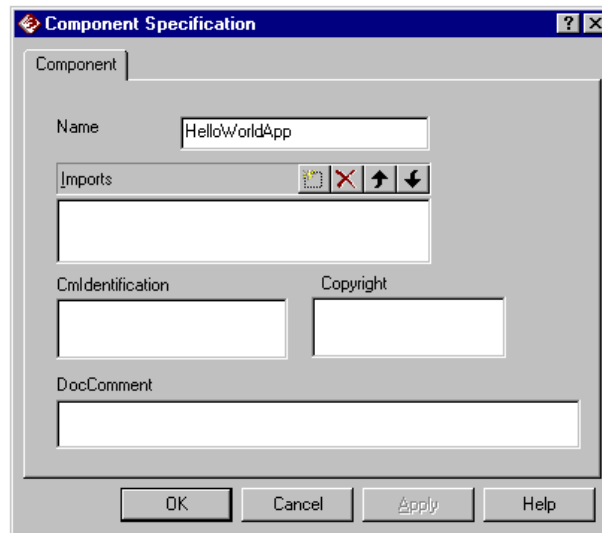 Component Specification
Component
Name HelloWorldApp
Imports
CmIdentification Copyright
DocComment
OK Cancel Apply Help